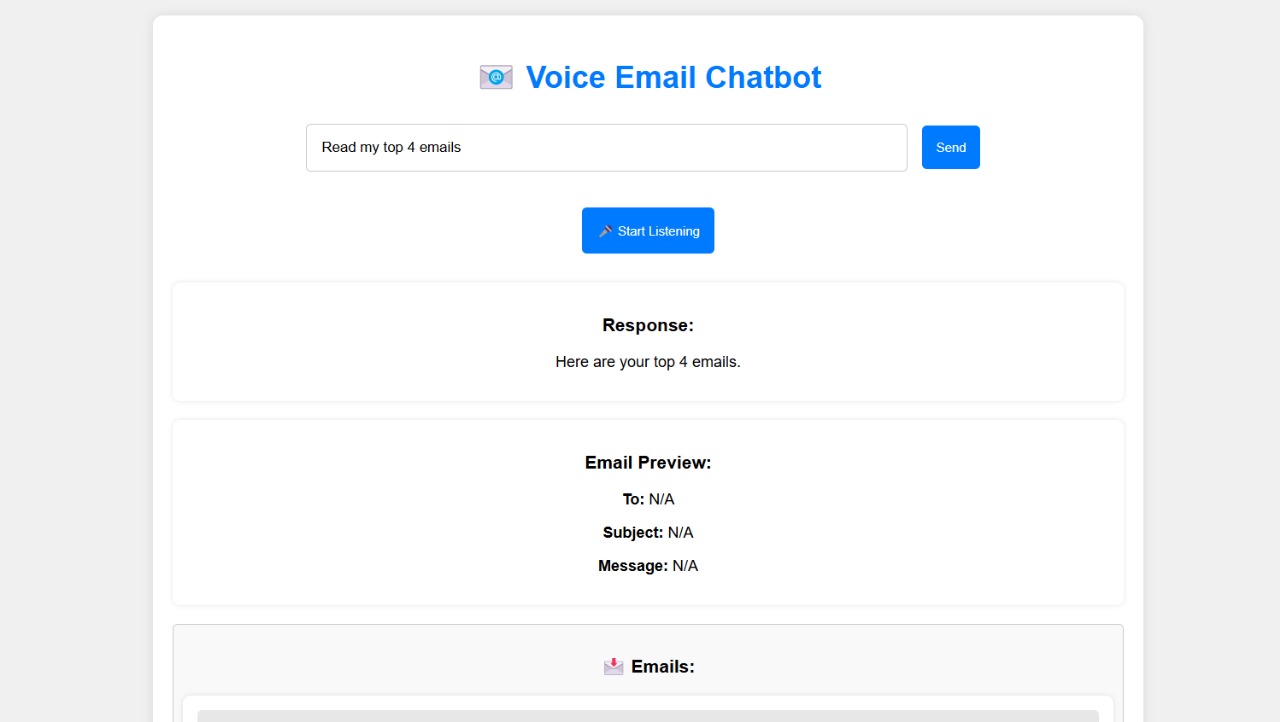 Voice Email Chatbot
Read my top 4 emails
Send
Start Listening
Response:
Here are your top 4 emails.
Email Preview:
To: N/A
Subject: N/A
Message: N/A
Emails: